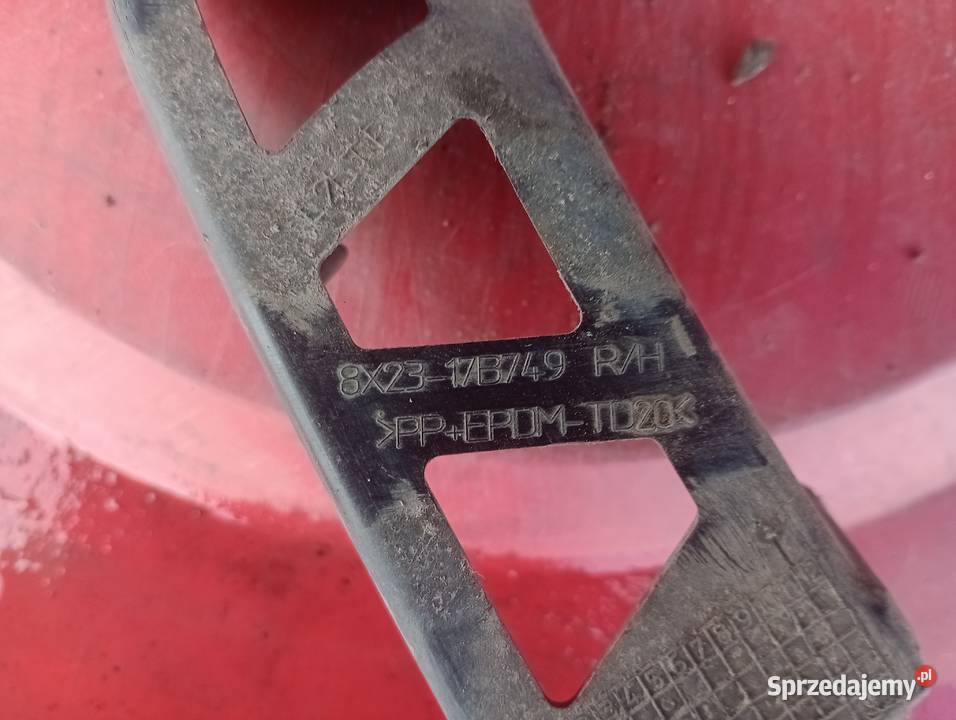 8X23-17B749 R/H
>PP+EPDM-TD20<
Sprzedajemy.pl